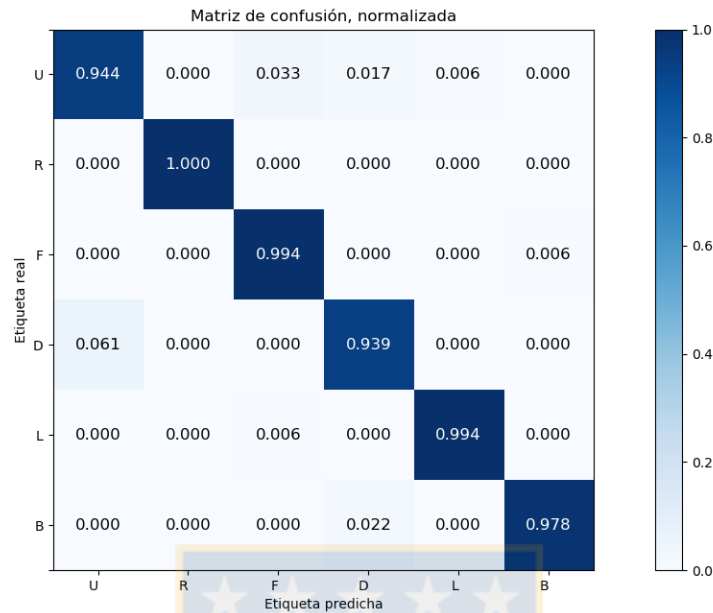 Matriz de confusión, normalizada
U 0.944 0.000 0.033 0.017 0.006 0.000
R 0.000 1.000 0.000 0.000 0.000 0.000
F 0.000 0.000 0.994 0.000 0.000 0.006
D 0.061 0.000 0.000 0.939 0.000 0.000
L 0.000 0.000 0.006 0.000 0.994 0.000
B 0.000 0.000 0.000 0.022 0.000 0.978
U R F D L B
Etiqueta real
Etiqueta predicha
1.0
0.8
0.6
0.4
0.2
0.0